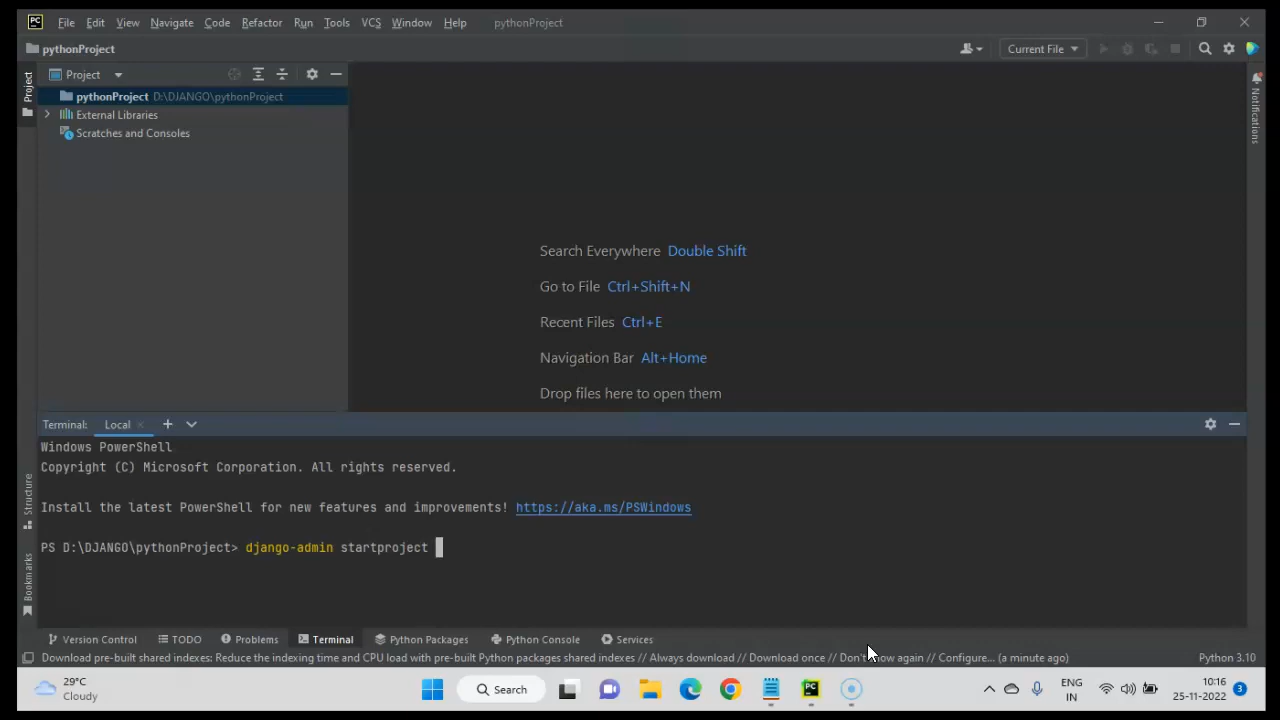 PC File Edit View Navigate Code Refactor Run Tools VCS Window Help pythonProject
pythonProject Current File
Project
Project
pythonProject D:\DJANGO\pythonProject
External Libraries
Scratches and Consoles
Notifications
Search Everywhere Double Shift
Go to File Ctrl+Shift+N
Recent Files Ctrl+E
Navigation Bar Alt+Home
Drop files here to open them
Terminal: Local
Windows PowerShell
Copyright (C) Microsoft Corporation. All rights reserved.
Install the latest PowerShell for new features and improvements! https://aka.ms/PSWindows
PS D:\DJANGO\pythonProject> django-admin startproject
Structure
Bookmarks
Version Control TODO Problems Terminal Python Packages Python Console Services
Download pre-built shared indexes: Reduce the indexing time and CPU load with pre-built Python packages shared indexes // Always download // Download once // Don't again // Configure... (a minute ago) Python 3.10
29°C
Cloudy
Search
PC
ENG
IN
10:16
25-11-2022
3